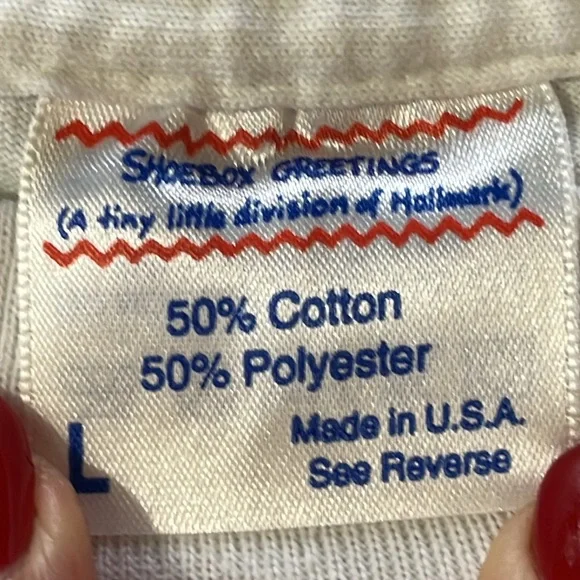 SHOEBOX GREETINGS
(A tiny little division of Hallmark)
50% Cotton
50% Polyester
Made in U.S.A.
L
See Reverse